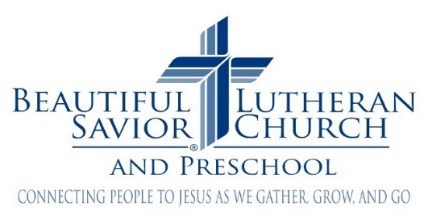 BEAUTIFUL LUTHERAN
SAVIOR ® CHURCH
AND PRESCHOOL
CONNECTING PEOPLE TO JESUS AS WE GATHER, GROW, AND GO